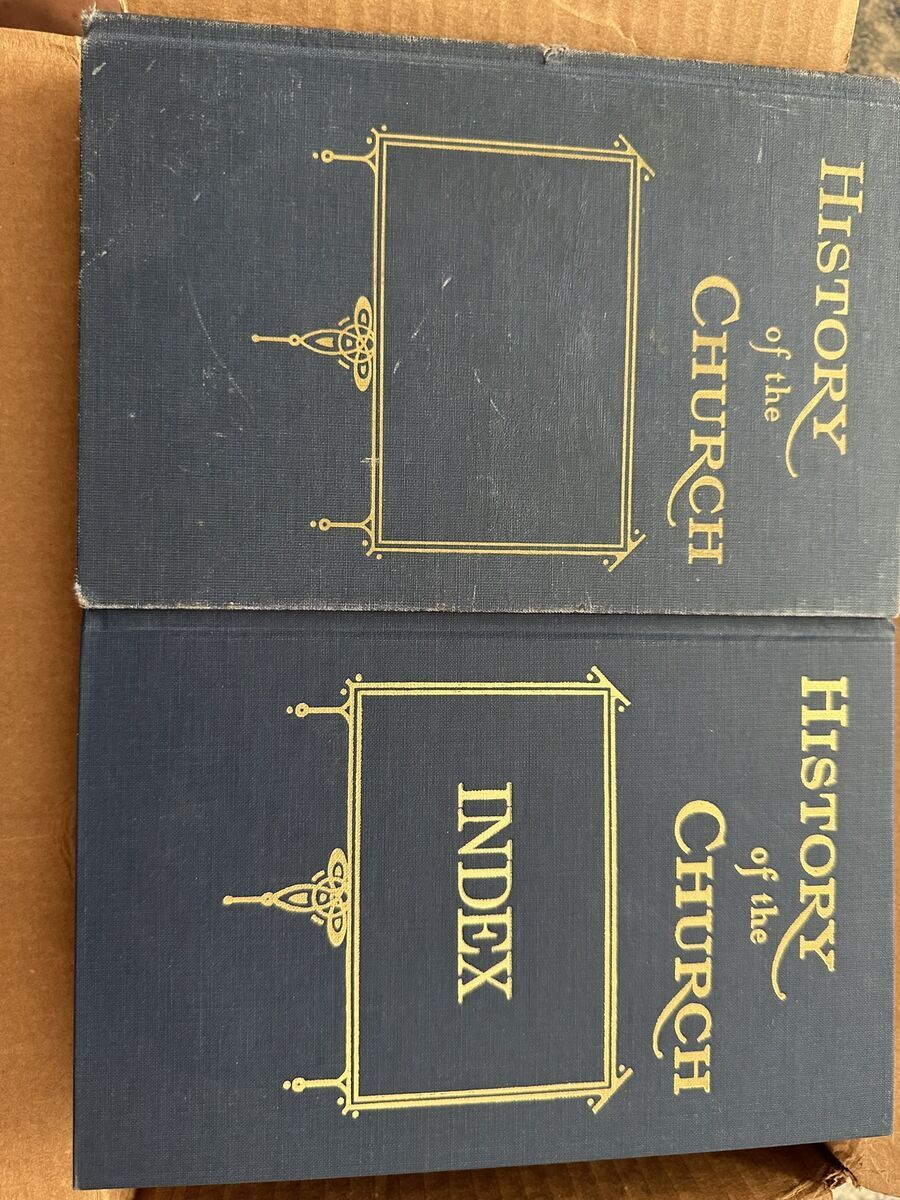 HISTORY
of the
CHURCH
HISTORY
of the
CHURCH
INDEX